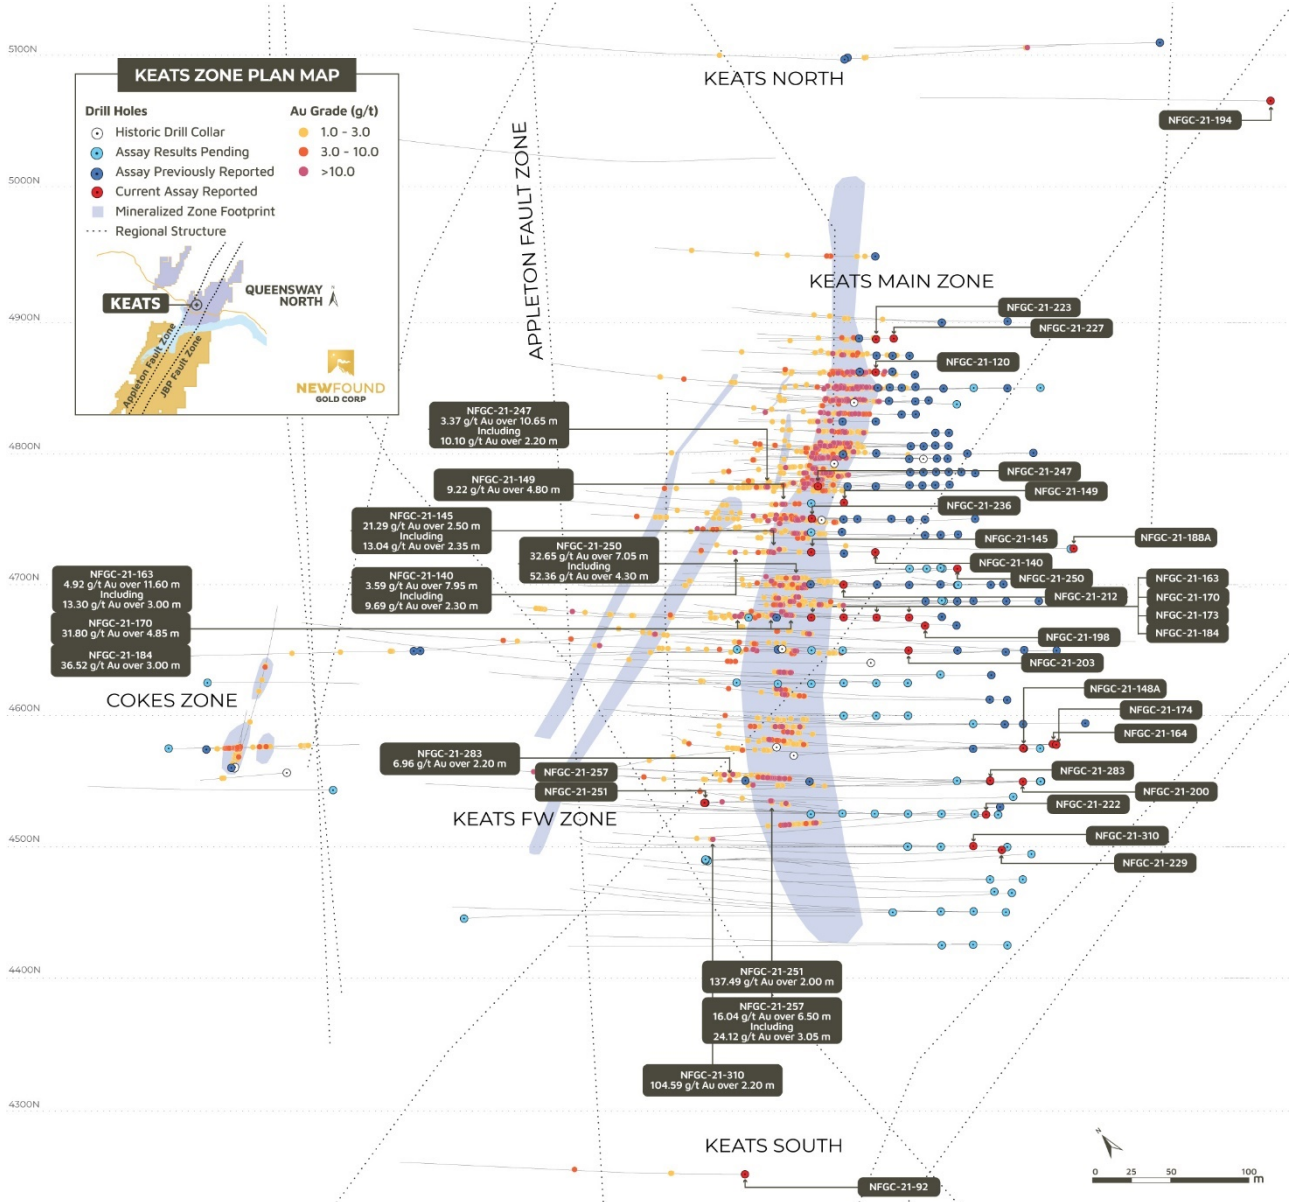 5100N
KEATS NORTH
KEATS ZONE PLAN MAP
Drill Holes
Historic Drill Collar
Assay Results Pending
Assay Previously Reported
Current Assay Reported
Mineralized Zone Footprint
Regional Structure
Au Grade (g/t)
1.0 - 3.0
3.0 - 10.0
>10.0
KEATS
QUEENSWAY
NORTH
N
Appleton Fault Zone
JBP Fault Zone
NEWFOUND
GOLD CORP
NFGC-21-194
5000N
APPLETON FAULT ZONE
KEATS MAIN ZONE
4900N
NFGC-21-223
NFGC-21-227
NFGC-21-120
NFGC-21-247
3.37 g/t Au over 10.65 m
Including
10.10 g/t Au over 2.20 m
4800N
NFGC-21-149
9.22 g/t Au over 4.80 m
NFGC-21-247
NFGC-21-149
NFGC-21-236
NFGC-21-145
21.29 g/t Au over 2.50 m
Including
13.04 g/t Au over 2.35 m
NFGC-21-250
32.65 g/t Au over 7.05 m
Including
52.36 g/t Au over 4.30 m
NFGC-21-145
NFGC-21-188A
NFGC-21-140
NFGC-21-250
NFGC-21-212
4700N
NFGC-21-163
4.92 g/t Au over 11.60 m
Including
13.30 g/t Au over 3.00 m
NFGC-21-140
3.59 g/t Au over 7.95 m
Including
9.69 g/t Au over 2.30 m
NFGC-21-163
NFGC-21-170
NFGC-21-173
NFGC-21-184
NFGC-21-170
31.80 g/t Au over 4.85 m
NFGC-21-184
36.52 g/t Au over 3.00 m
NFGC-21-198
NFGC-21-203
COKES ZONE
4600N
NFGC-21-148A
NFGC-21-174
NFGC-21-164
NFGC-21-283
6.96 g/t Au over 2.20 m
NFGC-21-257
NFGC-21-251
NFGC-21-283
NFGC-21-200
NFGC-21-222
KEATS FW ZONE
4500N
NFGC-21-310
NFGC-21-229
4400N
NFGC-21-251
137.49 g/t Au over 2.00 m
NFGC-21-257
16.04 g/t Au over 6.50 m
Including
24.12 g/t Au over 3.05 m
NFGC-21-310
104.59 g/t Au over 2.20 m
4300N
KEATS SOUTH
NFGC-21-92
N
0 25 50 100
m